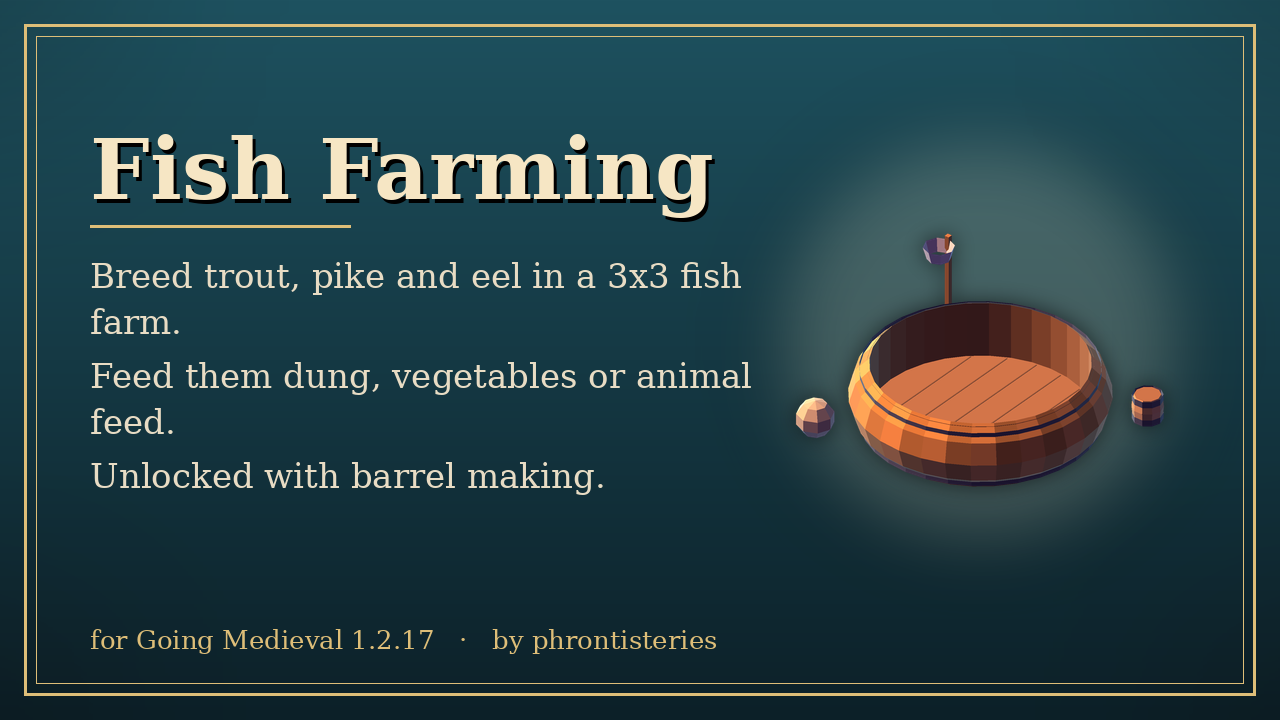 Fish Farming
Breed trout, pike and eel in a 3x3 fish
farm.
Feed them dung, vegetables or animal
feed.
Unlocked with barrel making.
for Going Medieval 1.2.17 · by phrontisteries